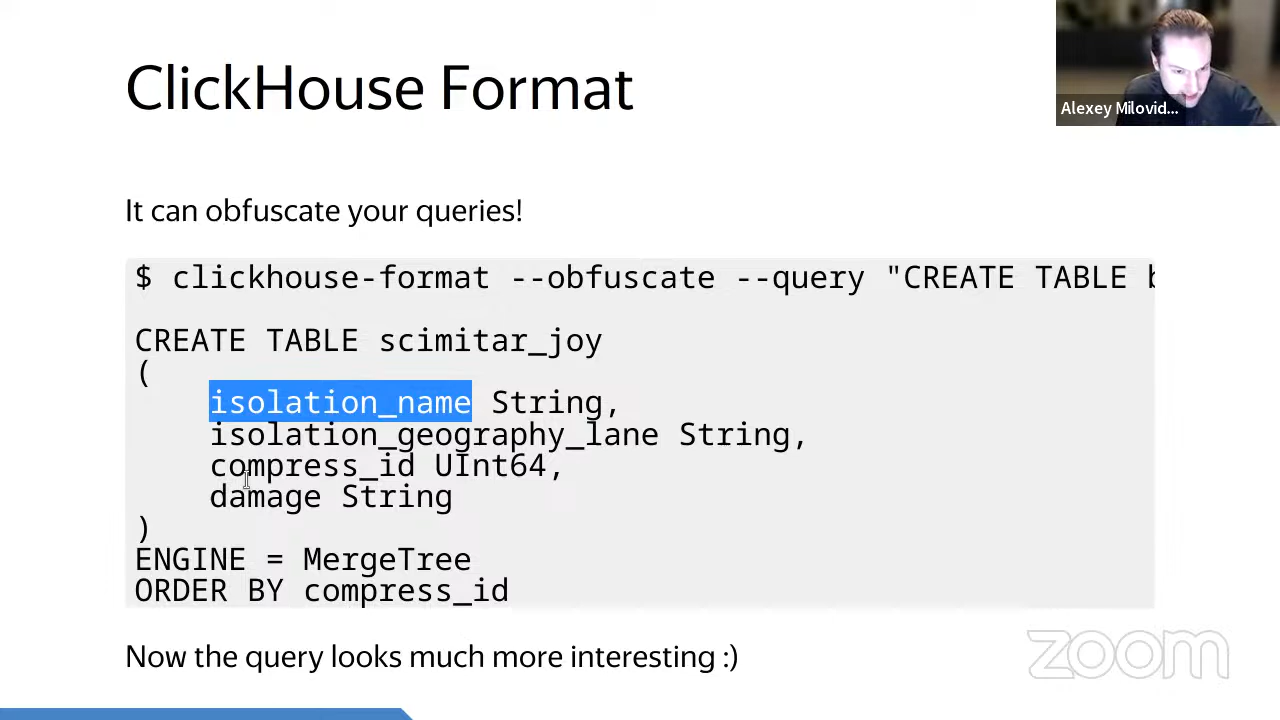 ClickHouse Format
Alexey Milovid...
It can obfuscate your queries!
$ clickhouse-format --obfuscate --query "CREATE TABLE b
CREATE TABLE scimitar_joy
(
isolation_name String,
isolation_geography_lane String,
compress_id UInt64,
damage String
)
ENGINE = MergeTree
ORDER BY compress_id
Now the query looks much more interesting :)
zoom